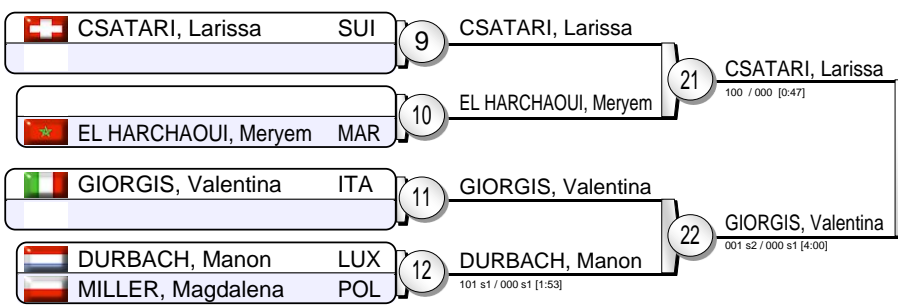 CSATARI, Larissa SUI
9
CSATARI, Larissa
EL HARCHAOUI, Meryem MAR
10
EL HARCHAOUI, Meryem
21
CSATARI, Larissa
100 / 000 [0:47]
GIORGIS, Valentina ITA
11
GIORGIS, Valentina
DURBACH, Manon LUX
MILLER, Magdalena POL
12
DURBACH, Manon
101 s1 / 000 s1 [1:53]
22
GIORGIS, Valentina
001 s2 / 000 s1 [4:00]